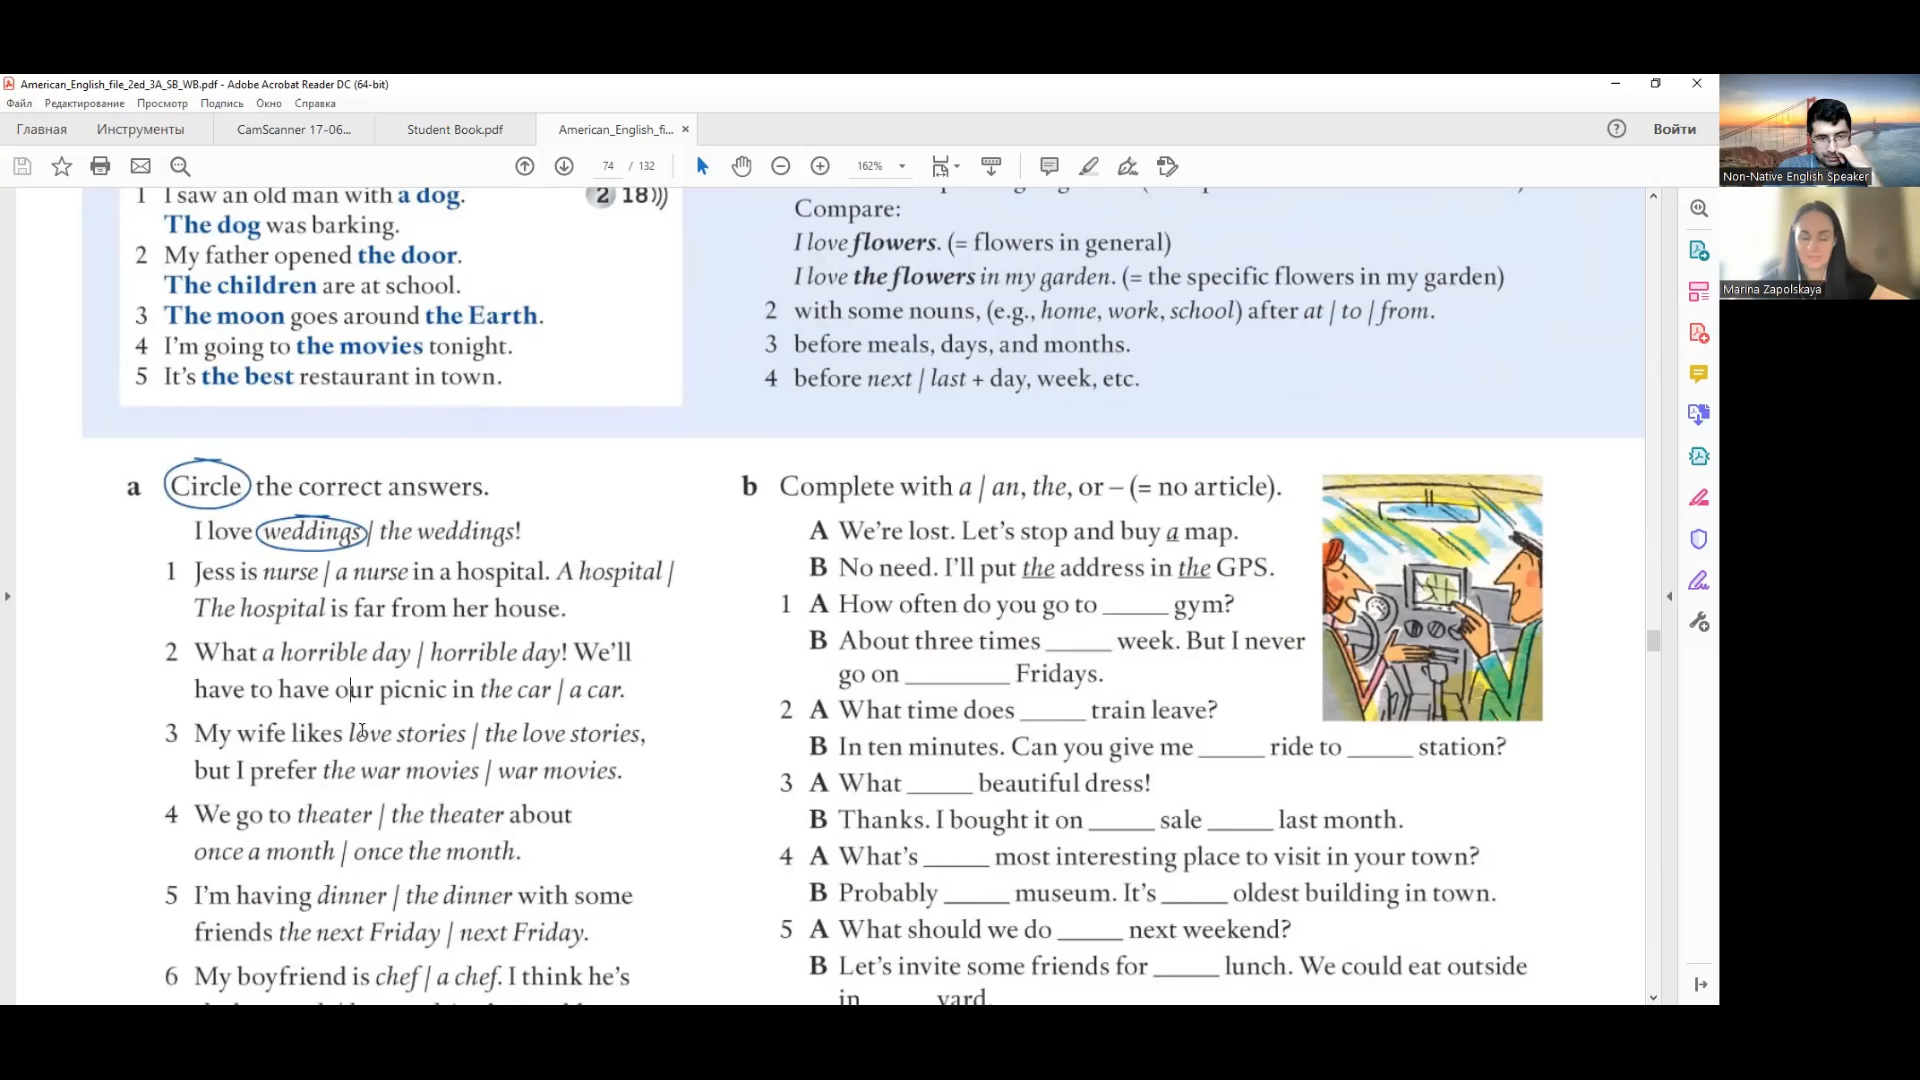 American_English_file_2ed_3A_SB_WB.pdf - Adobe Acrobat Reader DC (64-bit)
Файл Редактирование Просмотр Подпись Окно Справка
Главная Инструменты CamScanner 17-06... Student Book.pdf American_English_fi... × Войти
74 / 132 162%
1 I saw an old man with a dog. 2 18))
The dog was barking.
2 My father opened the door.
The children are at school.
3 The moon goes around the Earth.
4 I'm going to the movies tonight.
5 It's the best restaurant in town.
Compare:
I love flowers. (= flowers in general)
I love the flowers in my garden. (= the specific flowers in my garden)
2 with some nouns, (e.g., home, work, school) after at | to | from.
3 before meals, days, and months.
4 before next | last + day, week, etc.
a Circle the correct answers.
I love weddings | the weddings!
1 Jess is nurse | a nurse in a hospital. A hospital |
The hospital is far from her house.
2 What a horrible day | horrible day! We'll
have to have our picnic in the car | a car.
3 My wife likes love stories | the love stories,
but I prefer the war movies | war movies.
4 We go to theater | the theater about
once a month | once the month.
5 I'm having dinner | the dinner with some
friends the next Friday | next Friday.
6 My boyfriend is chef | a chef. I think he's
b Complete with a | an, the, or – (= no article).
A We're lost. Let's stop and buy a map.
B No need. I'll put the address in the GPS.
1 A How often do you go to _____ gym?
B About three times _____ week. But I never
go on ________ Fridays.
2 A What time does _____ train leave?
B In ten minutes. Can you give me _____ ride to _____ station?
3 A What _____ beautiful dress!
B Thanks. I bought it on _____ sale _____ last month.
4 A What's _____ most interesting place to visit in your town?
B Probably _____ museum. It's _____ oldest building in town.
5 A What should we do _____ next weekend?
B Let's invite some friends for _____ lunch. We could eat outside
in _____ yard.
Non-Native English Speaker
Marina Zapolskaya